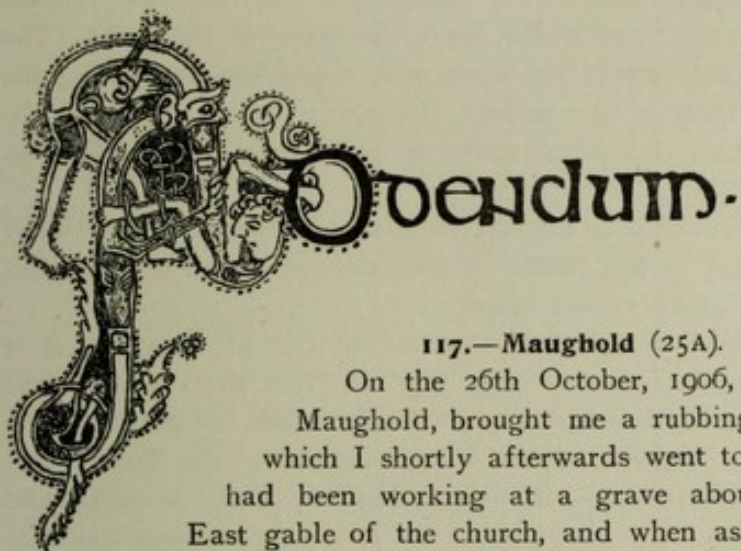 Addendum.
117.—Maughold (25A).
On the 26th October, 1906,
Maughold, brought me a rubbing
which I shortly afterwards went to
had been working at a grave abou
East gable of the church, and when as